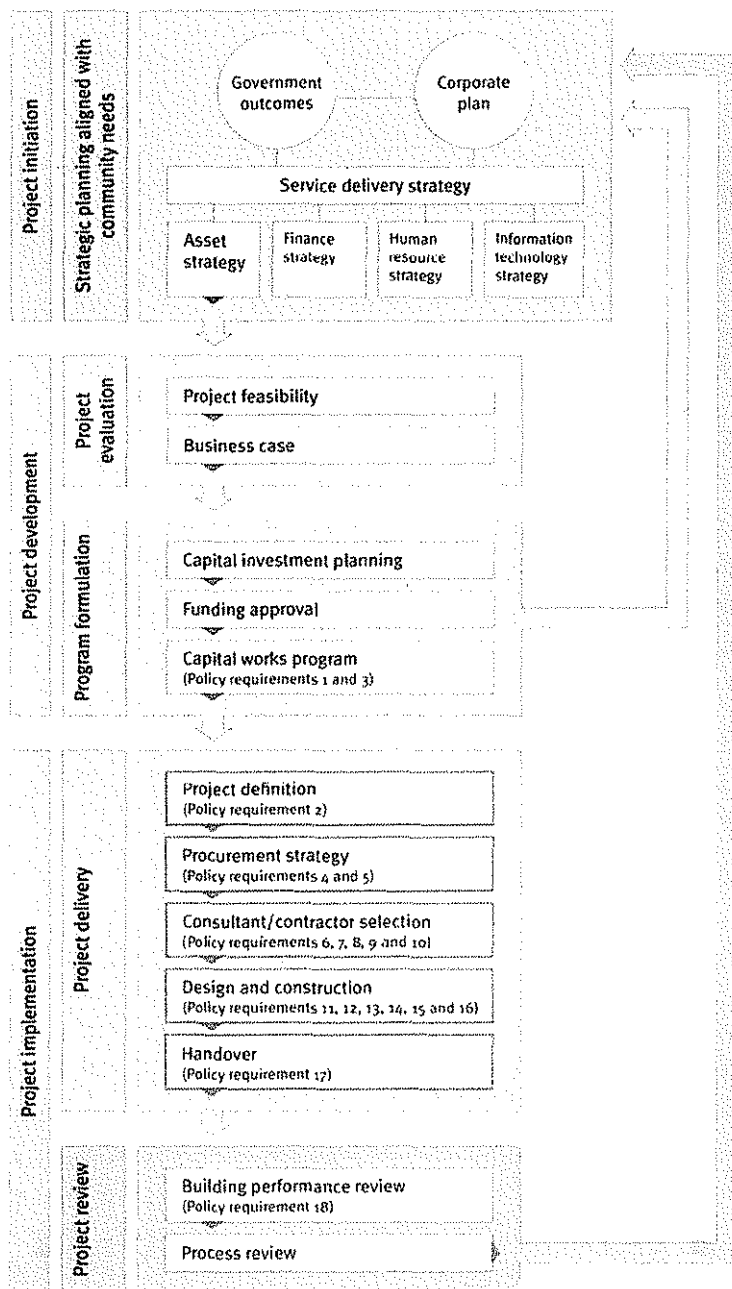 Project initiation
Strategic planning aligned with
community needs
Government
outcomes
Corporate
plan
Service delivery strategy
Asset
strategy
Finance
strategy
Human
resource
strategy
Information
technology
strategy
Project development
Project
evaluation
Project feasibility
Business case
Program formulation
Capital investment planning
Funding approval
Capital works program
(Policy requirements 1 and 3)
Project implementation
Project delivery
Project definition
(Policy requirement 2)
Procurement strategy
(Policy requirements 4 and 5)
Consultant/contractor selection
(Policy requirements 6, 7, 8, 9 and 10)
Design and construction
(Policy requirements 11, 12, 13, 14, 15 and 16)
Handover
(Policy requirement 17)
Project review
Building performance review
(Policy requirement 18)
Process review